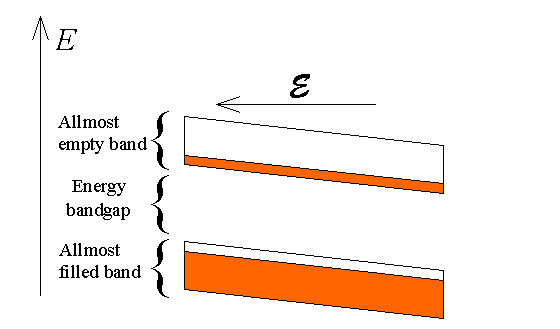 E
ℰ
Allmost
empty band
Energy
bandgap
Allmost
filled band